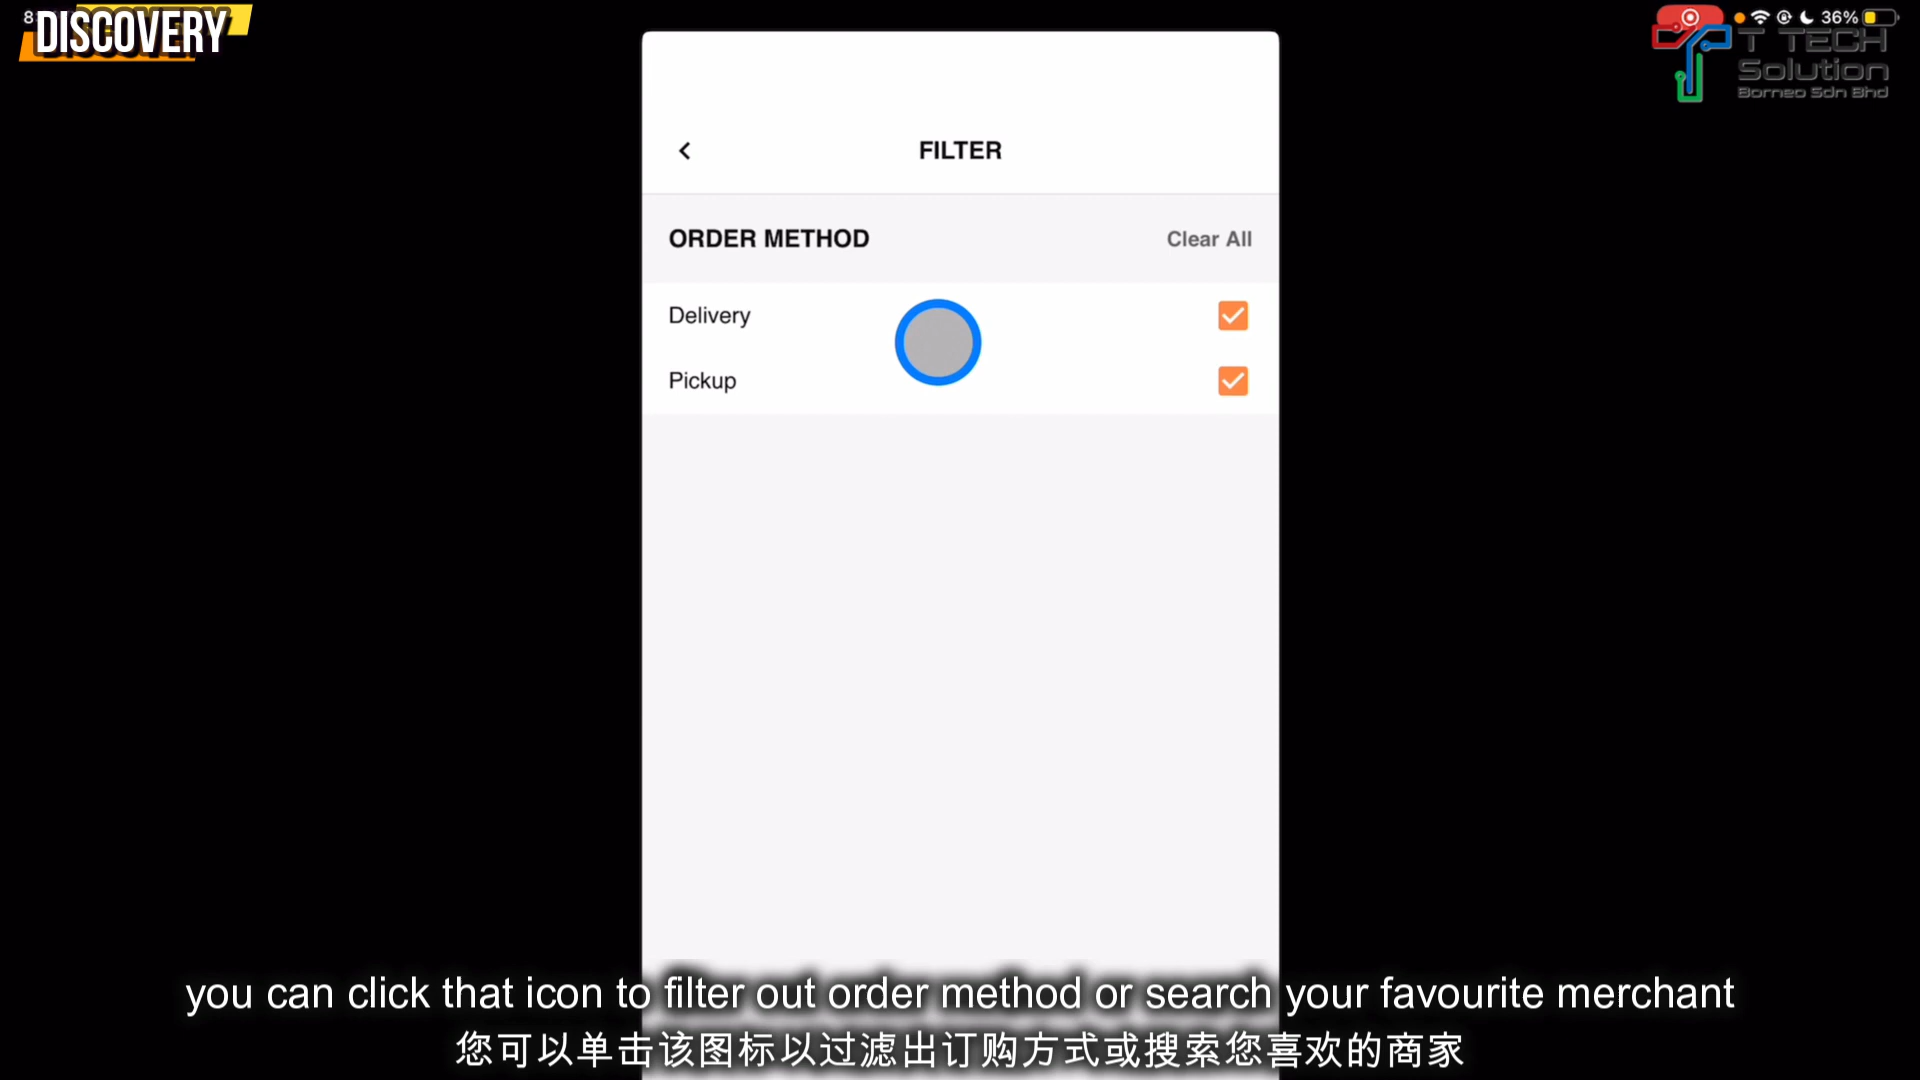 DISCOVERY
36%
T TECH
Solution
Borneo Sdn Bhd
FILTER
ORDER METHOD
Clear All
Delivery
Pickup
you can click that icon to filter out order method or search your favourite merchant
您可以单击该图标以过滤出订购方式或搜索您喜欢的商家